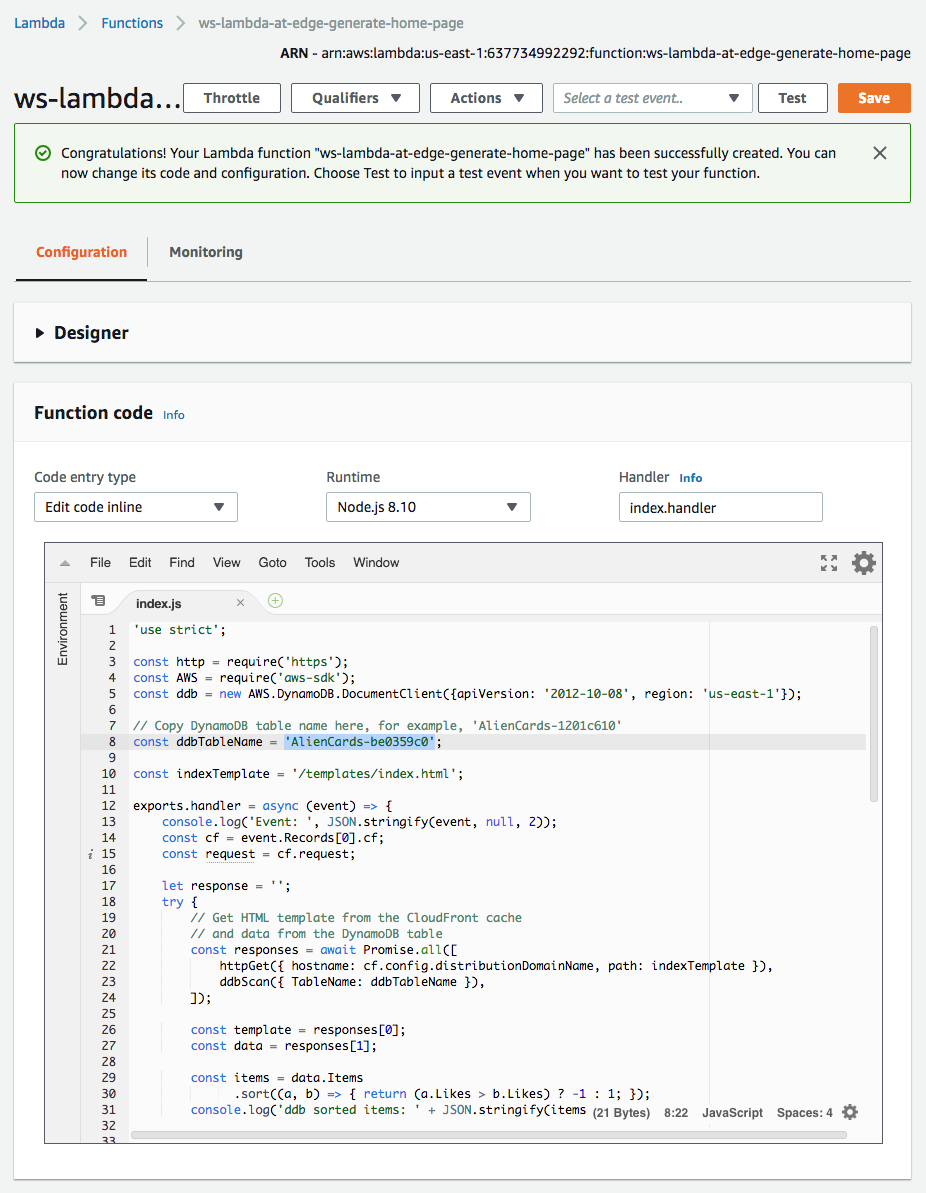 Lambda > Functions > ws-lambda-at-edge-generate-home-page
ARN - arn:aws:lambda:us-east-1:637734992292:function:ws-lambda-at-edge-generate-home-page
ws-lambda... Throttle Qualifiers Actions Select a test event.. Test Save
Congratulations! Your Lambda function "ws-lambda-at-edge-generate-home-page" has been successfully created. You can
now change its code and configuration. Choose Test to input a test event when you want to test your function.
Configuration Monitoring
Designer
Function code Info
Code entry type Runtime Handler Info
Edit code inline Node.js 8.10 index.handler
File Edit Find View Goto Tools Window
Environment
index.js
1 'use strict';
2
3 const http = require('https');
4 const AWS = require('aws-sdk');
5 const ddb = new AWS.DynamoDB.DocumentClient({apiVersion: '2012-10-08', region: 'us-east-1'});
6
7 // Copy DynamoDB table name here, for example, 'AlienCards-1201c610'
8 const ddbTableName = 'AlienCards-be0359c0';
9
10 const indexTemplate = '/templates/index.html';
11
12 exports.handler = async (event) => {
13 console.log('Event: ', JSON.stringify(event, null, 2));
14 const cf = event.Records[0].cf;
i 15 const request = cf.request;
16
17 let response = '';
18 try {
19 // Get HTML template from the CloudFront cache
20 // and data from the DynamoDB table
21 const responses = await Promise.all([
22 httpGet({ hostname: cf.config.distributionDomainName, path: indexTemplate }),
23 ddbScan({ TableName: ddbTableName }),
24 ]);
25
26 const template = responses[0];
27 const data = responses[1];
28
29 const items = data.Items
30 .sort((a, b) => { return (a.Likes > b.Likes) ? -1 : 1; });
31 console.log('ddb sorted items: ' + JSON.stringify(items
(21 Bytes) 8:22 JavaScript Spaces: 4
32
33